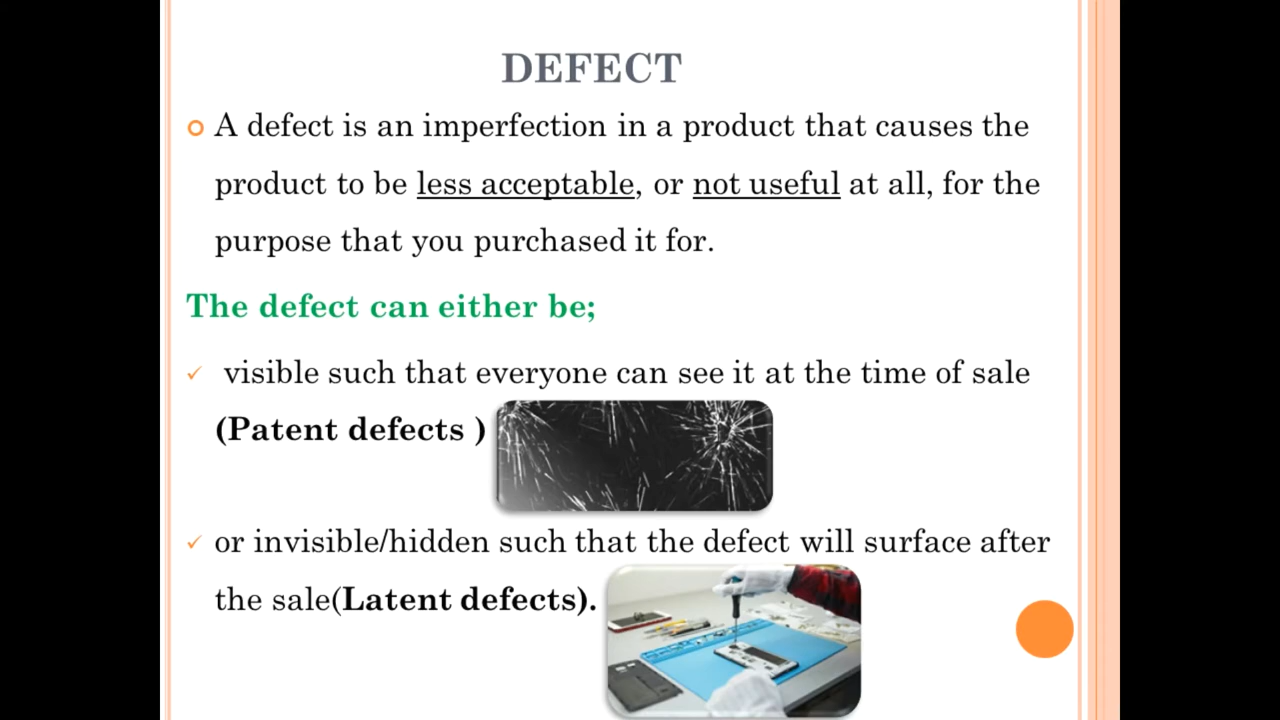 DEFECT
A defect is an imperfection in a product that causes the
product to be less acceptable, or not useful at all, for the
purpose that you purchased it for.
The defect can either be;
visible such that everyone can see it at the time of sale
(Patent defects )
or invisible/hidden such that the defect will surface after
the sale(Latent defects).